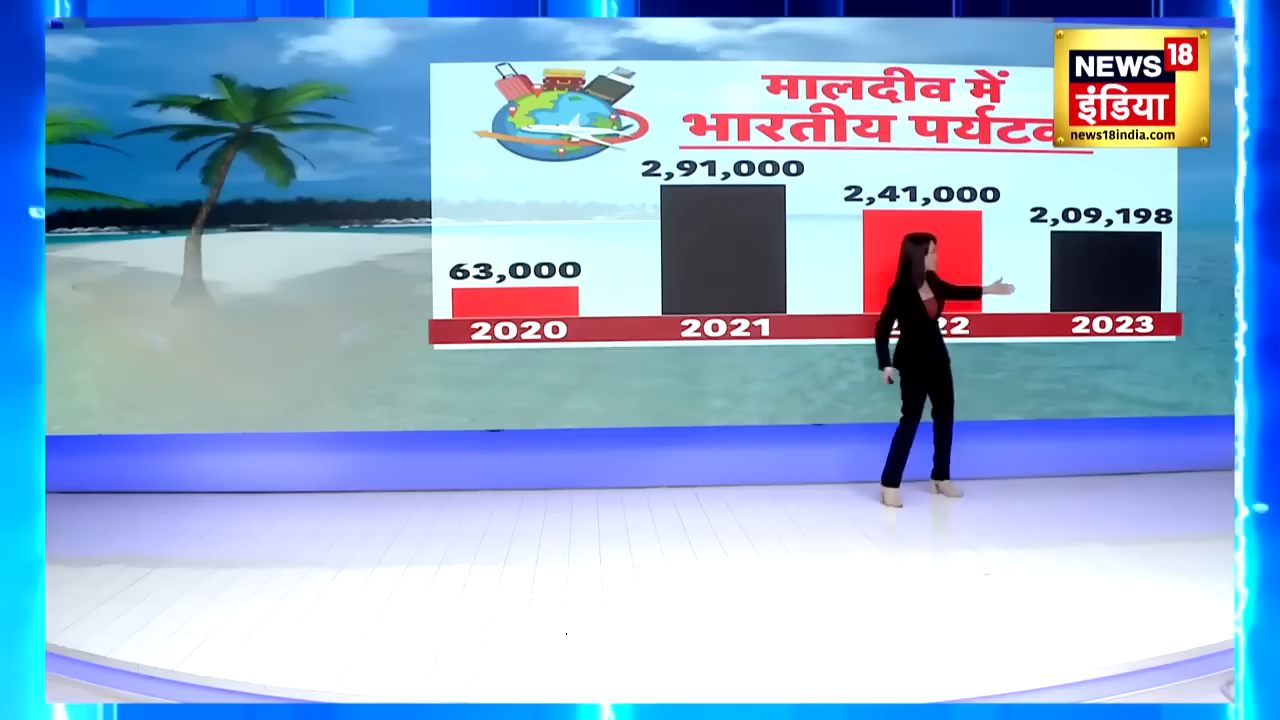 NEWS 18
इंडिया
news18india.com
मालदीव में
भारतीय
2,91,000
2,41,000
2,09,198
63,000
2020
2021
2023